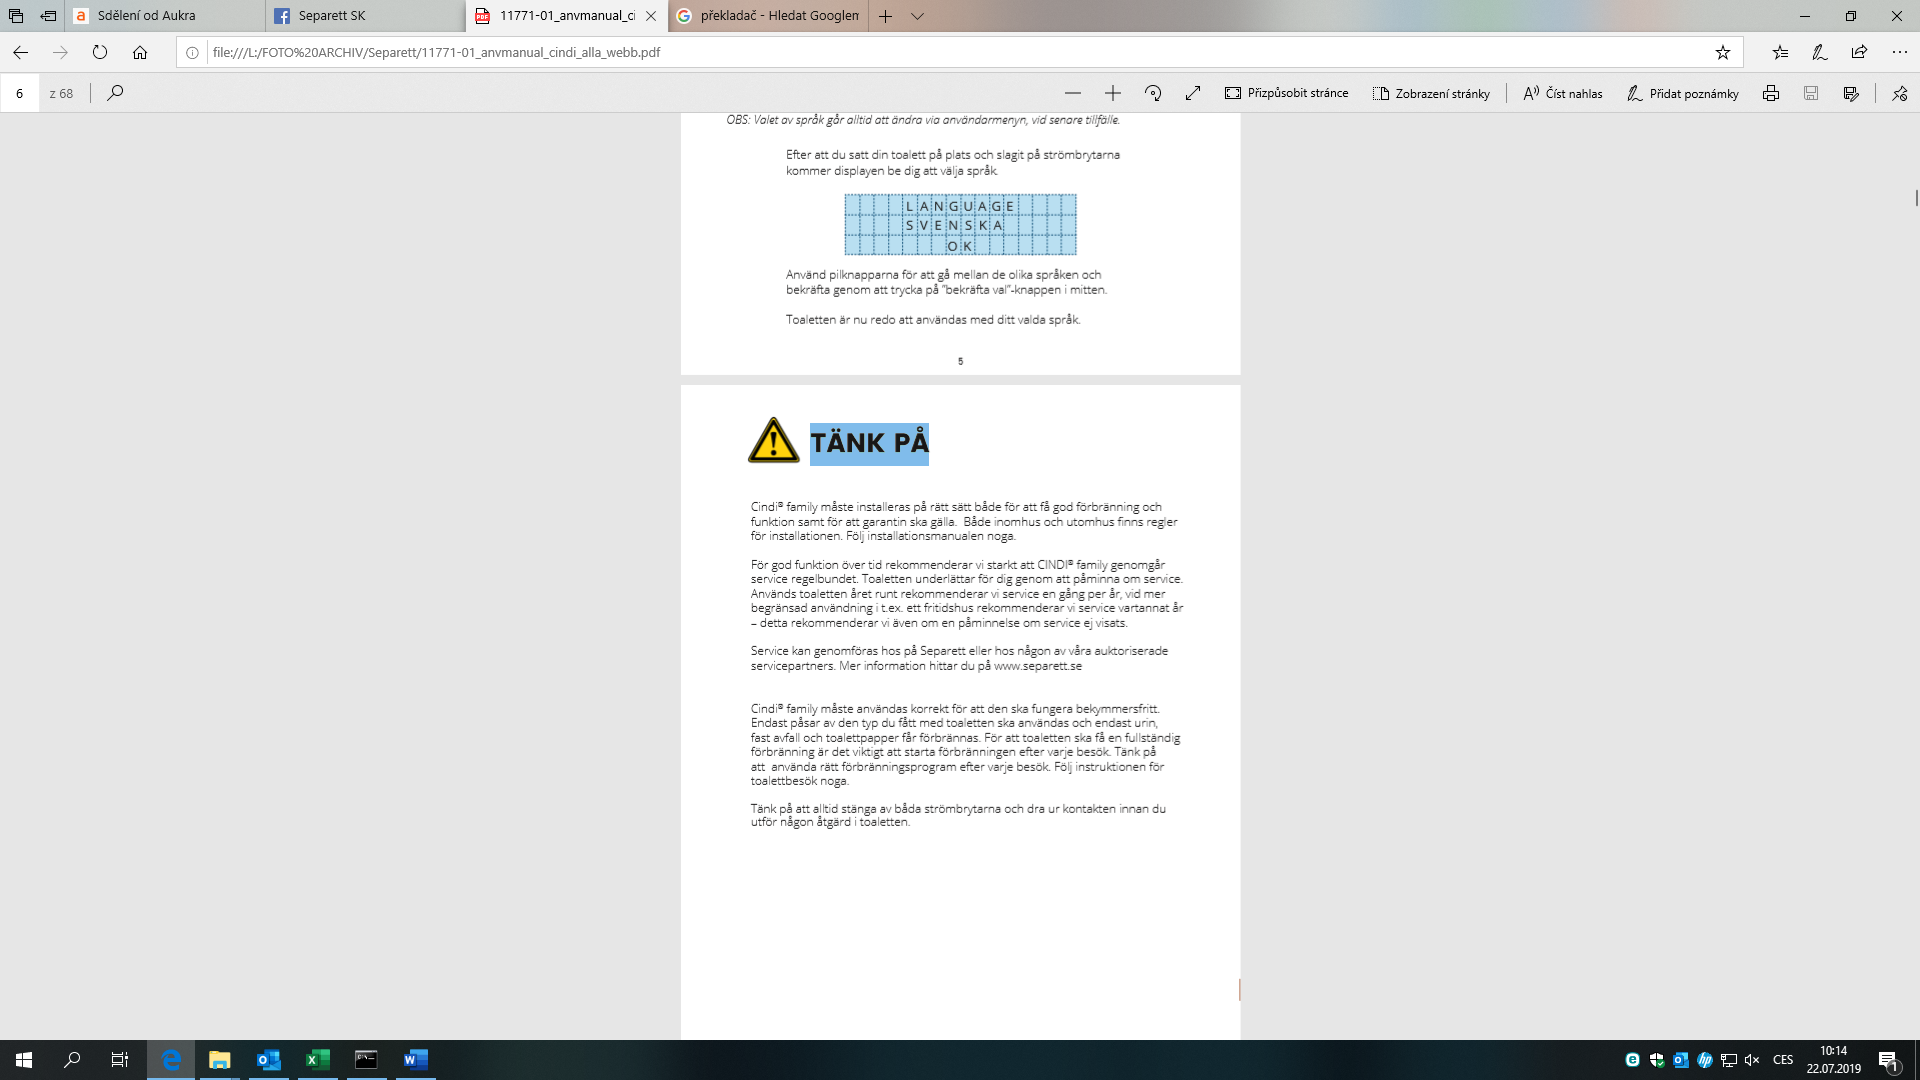 Sdělení od Aukra
Separett SK
11771-01_anvmanual_ci
překladač - Hledat Googlem
file:///L:/FOTO%20ARCHIV/Separett/11771-01_anvmanual_cindi_alla_webb.pdf
6 z 68
Přizpůsobit stránce
Zobrazení stránky
Číst nahlas
Přidat poznámky
OBS: Valet av språk går alltid att ändra via användarmenyn, vid senare tillfälle.
Efter att du satt din toalett på plats och slagit på strömbrytarna
kommer displayen be dig att välja språk.
LANGUAGE
SVENSKA
OK
Använd pilknapparna för att gå mellan de olika språken och
bekräfta genom att trycka på ”bekräfta val”-knappen i mitten.
Toaletten är nu redo att användas med ditt valda språk.
5
TÄNK PÅ
Cindi® family måste installeras på rätt sätt både för att få god förbränning och
funktion samt för att garantin ska gälla.  Både inomhus och utomhus finns regler
för installationen. Följ installationsmanualen noga.
För god funktion över tid rekommenderar vi starkt att CINDI® family genomgår
service regelbundet. Toaletten underlättar för dig genom att påminna om service.
Används toaletten året runt rekommenderar vi service en gång per år, vid mer
begränsad användning i t.ex. ett fritidshus rekommenderar vi service vartannat år
– detta rekommenderar vi även om en påminnelse om service ej visats.
Service kan genomföras hos på Separett eller hos någon av våra auktoriserade
servicepartners. Mer information hittar du på www.separett.se
Cindi® family måste användas korrekt för att den ska fungera bekymmersfritt.
Endast påsar av den typ du fått med toaletten ska användas och endast urin,
fast avfall och toalettpapper får förbrännas. För att toaletten ska få en fullständig
förbränning är det viktigt att starta förbränningen efter varje besök. Tänk på
att  använda rätt förbränningsprogram efter varje besök. Följ instruktionen för
toalettbesök noga.
Tänk på att alltid stänga av båda strömbrytarna och dra ur kontakten innan du
utför någon åtgärd i toaletten.
CES
10:14
22.07.2019
1